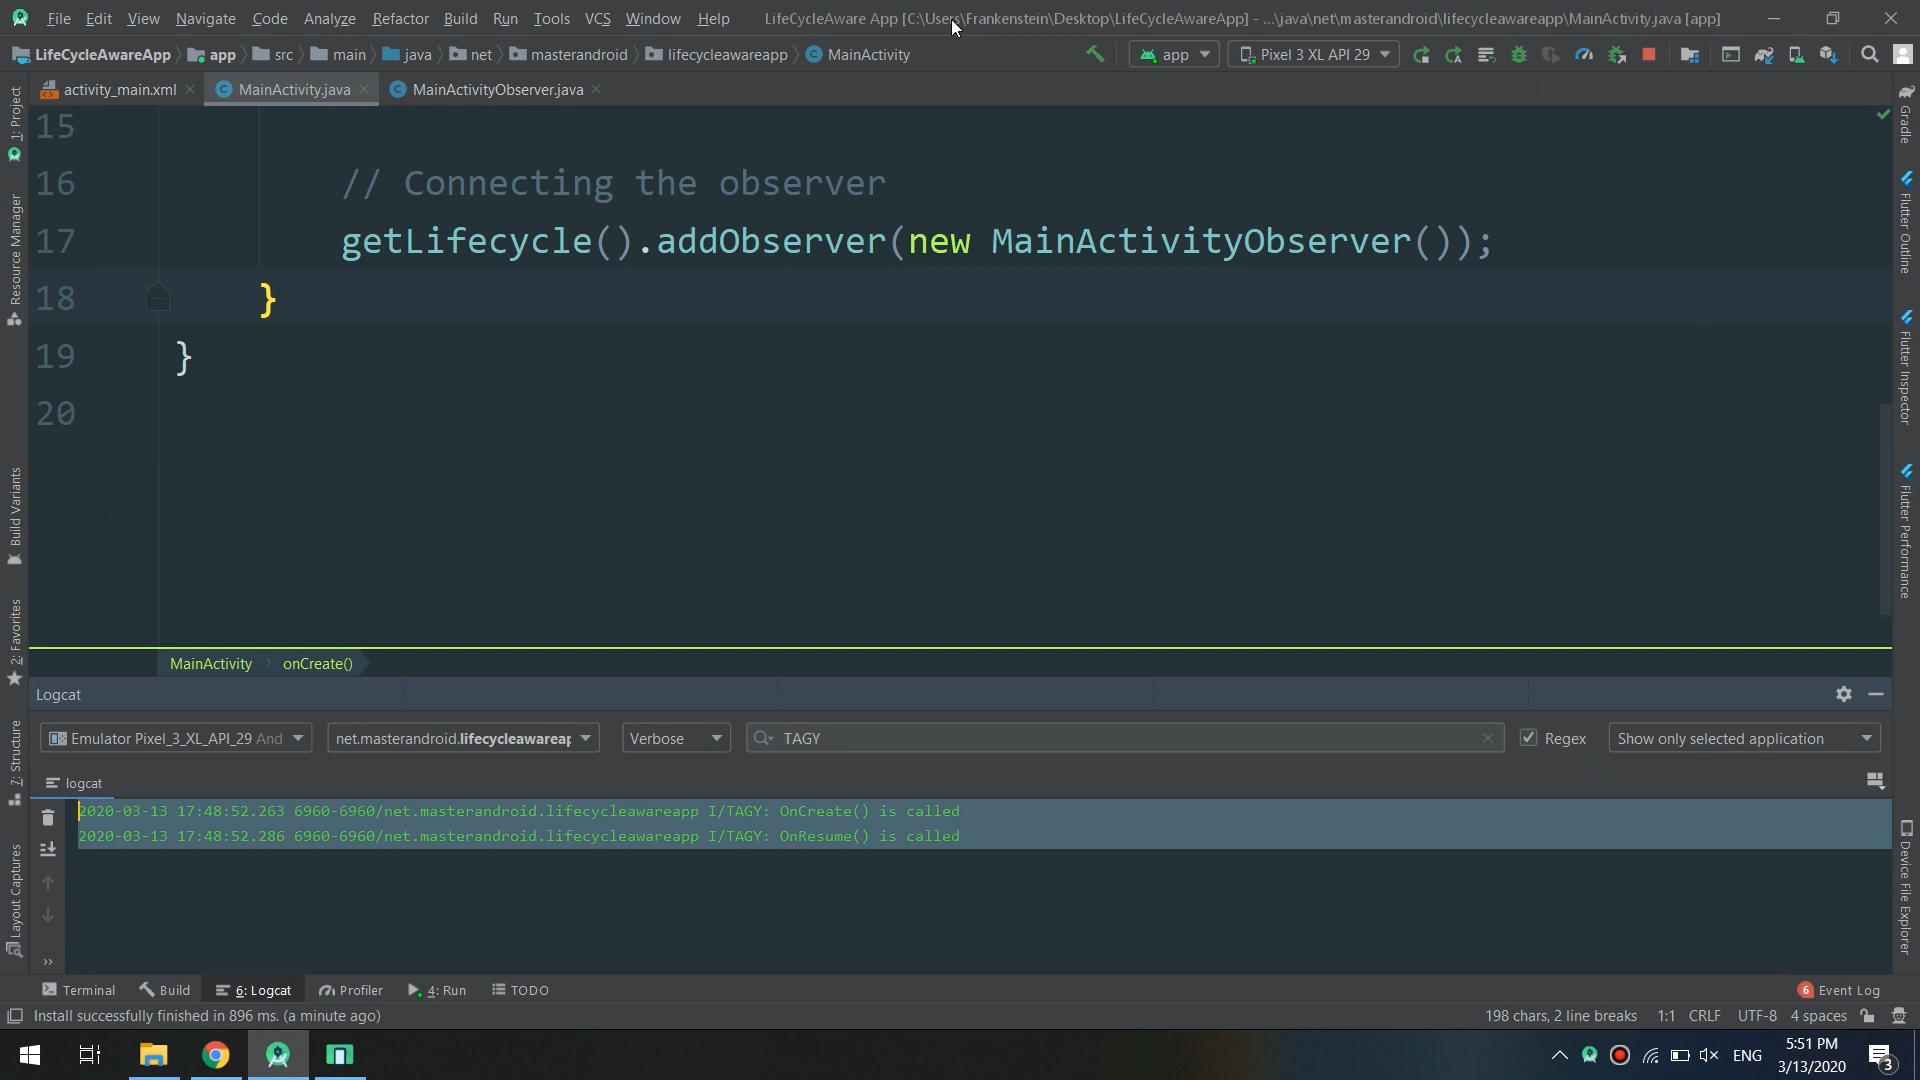 File Edit View Navigate Code Analyze Refactor Build Run Tools VCS Window Help LifeCycleAware App [C:\Users\Frankenstein\Desktop\LifeCycleAwareApp] - ...\java\net\masterandroid\lifecycleawareapp\MainActivity.java [app]
LifeCycleAwareApp app src main java net masterandroid lifecycleawareapp MainActivity app Pixel 3 XL API 29
activity_main.xml MainActivity.java MainActivityObserver.java
15
16 // Connecting the observer
17 getLifecycle().addObserver(new MainActivityObserver());
18 }
19 }
20
MainActivity onCreate()
Logcat
Emulator Pixel_3_XL_API_29 And net.masterandroid.lifecycleawareap Verbose TAGY Regex Show only selected application
logcat
2020-03-13 17:48:52.263 6960-6960/net.masterandroid.lifecycleawareapp I/TAGY: OnCreate() is called
2020-03-13 17:48:52.286 6960-6960/net.masterandroid.lifecycleawareapp I/TAGY: OnResume() is called
Terminal Build 6: Logcat Profiler 4: Run TODO 6 Event Log
Install successfully finished in 896 ms. (a minute ago) 198 chars, 2 line breaks 1:1 CRLF UTF-8 4 spaces
ENG 5:51 PM
3/13/2020 3
1: Project
Resource Manager
Build Variants
2: Favorites
7: Structure
Layout Captures
Gradle
Flutter Outline
Flutter Inspector
Flutter Performance
Device File Explorer